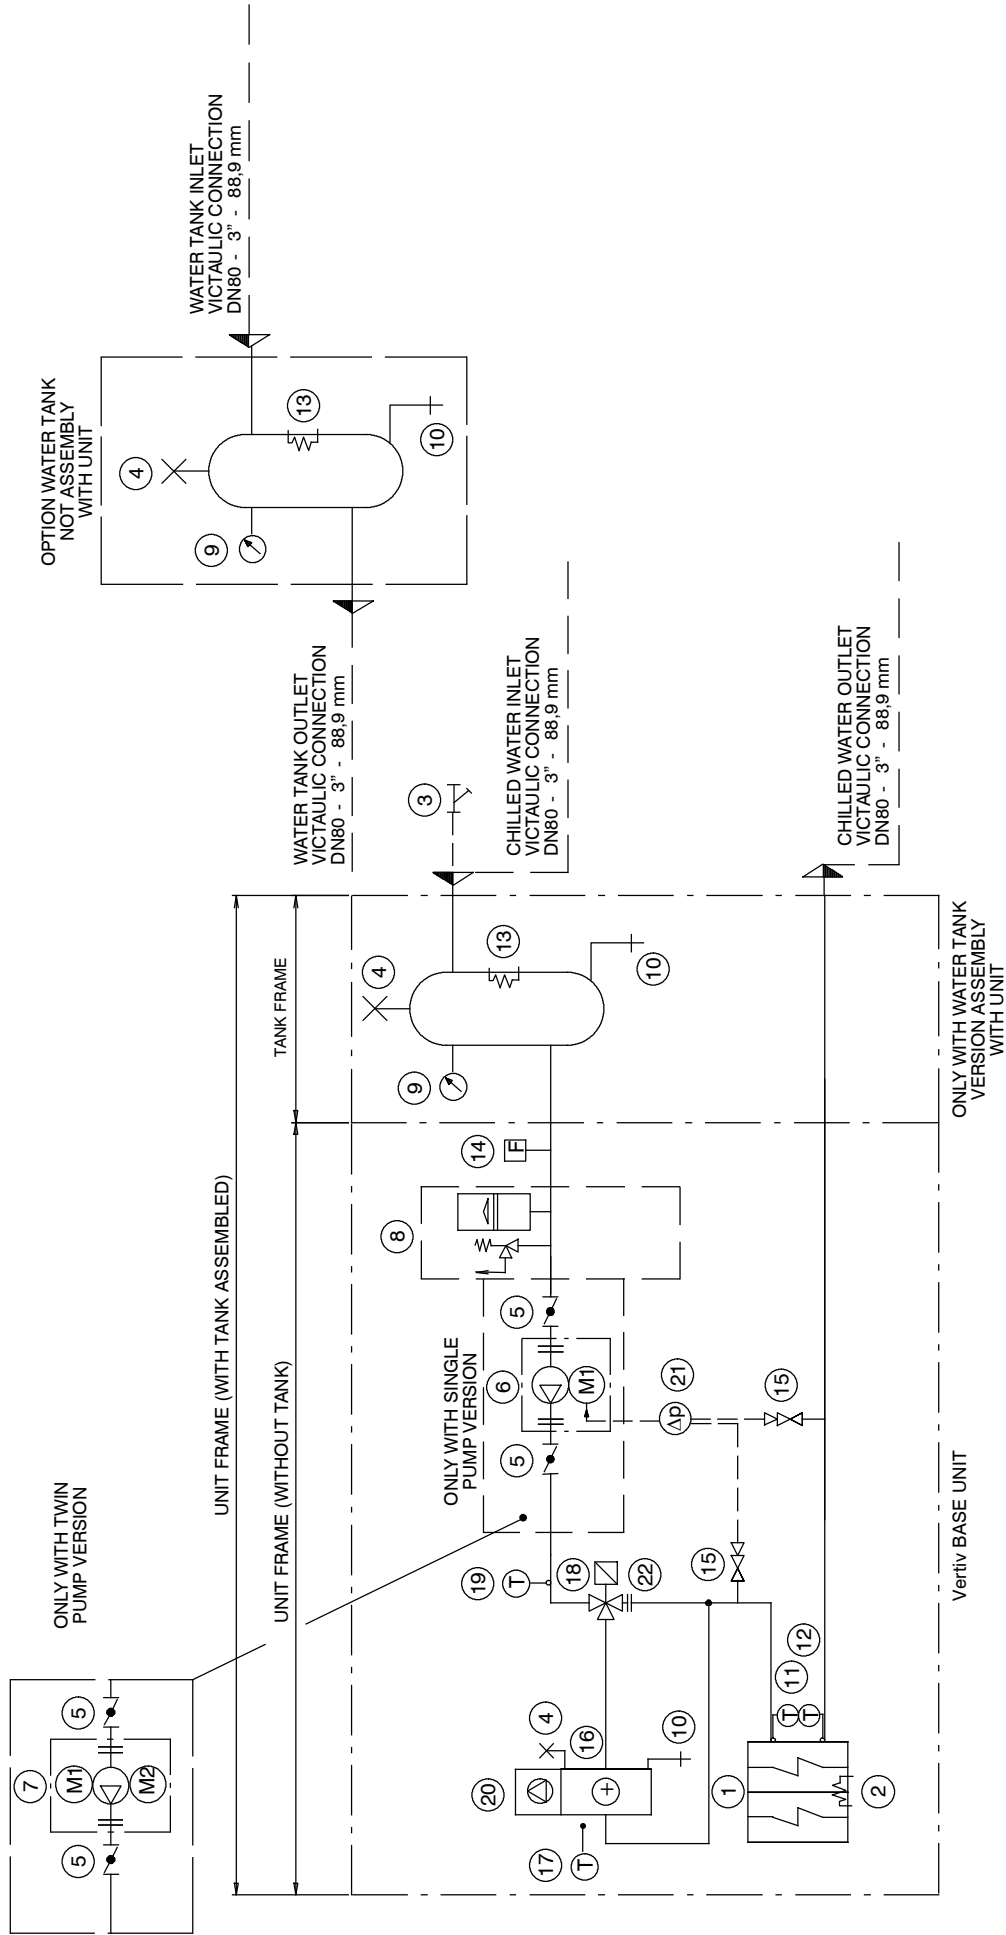 ONLY WITH TWIN
PUMP VERSION
7
5
M1
M2
5
OPTION WATER TANK
NOT ASSEMBLY
WITH UNIT
4
9
13
10
WATER TANK INLET
VICTAULIC CONNECTION
DN80 - 3" - 88,9 mm
UNIT FRAME (WITH TANK ASSEMBLED)
UNIT FRAME (WITHOUT TANK)
TANK FRAME
WATER TANK OUTLET
VICTAULIC CONNECTION
DN80 - 3" - 88,9 mm
ONLY WITH SINGLE
PUMP VERSION
8
4
9
3
14
F
13
10
CHILLED WATER INLET
VICTAULIC CONNECTION
DN80 - 3" - 88,9 mm
19
T
5
6
M1
5
20
4
16
10
17
T
18
22
21
Δp
15
15
1
2
11
12
T
T
CHILLED WATER OUTLET
VICTAULIC CONNECTION
DN80 - 3" - 88,9 mm
Vertiv BASE UNIT
ONLY WITH WATER TANK
VERSION ASSEMBLY
WITH UNIT